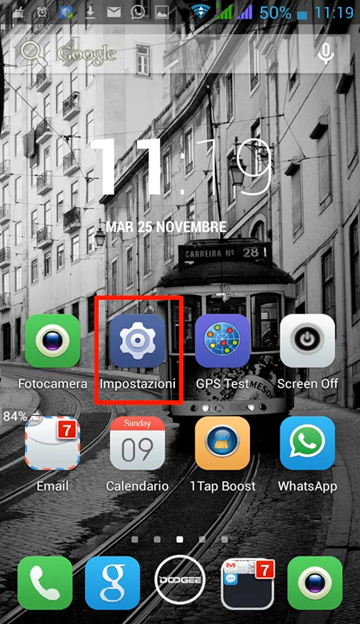 50% 11:19
Google
11:19
MAR 25 NOVEMBRE
CARREIRA Nº 28
Fotocamera Impostazioni GPS Test Screen Off
84%
7 Sunday
09
Email Calendario 1Tap Boost WhatsApp
g DOOGEE 7